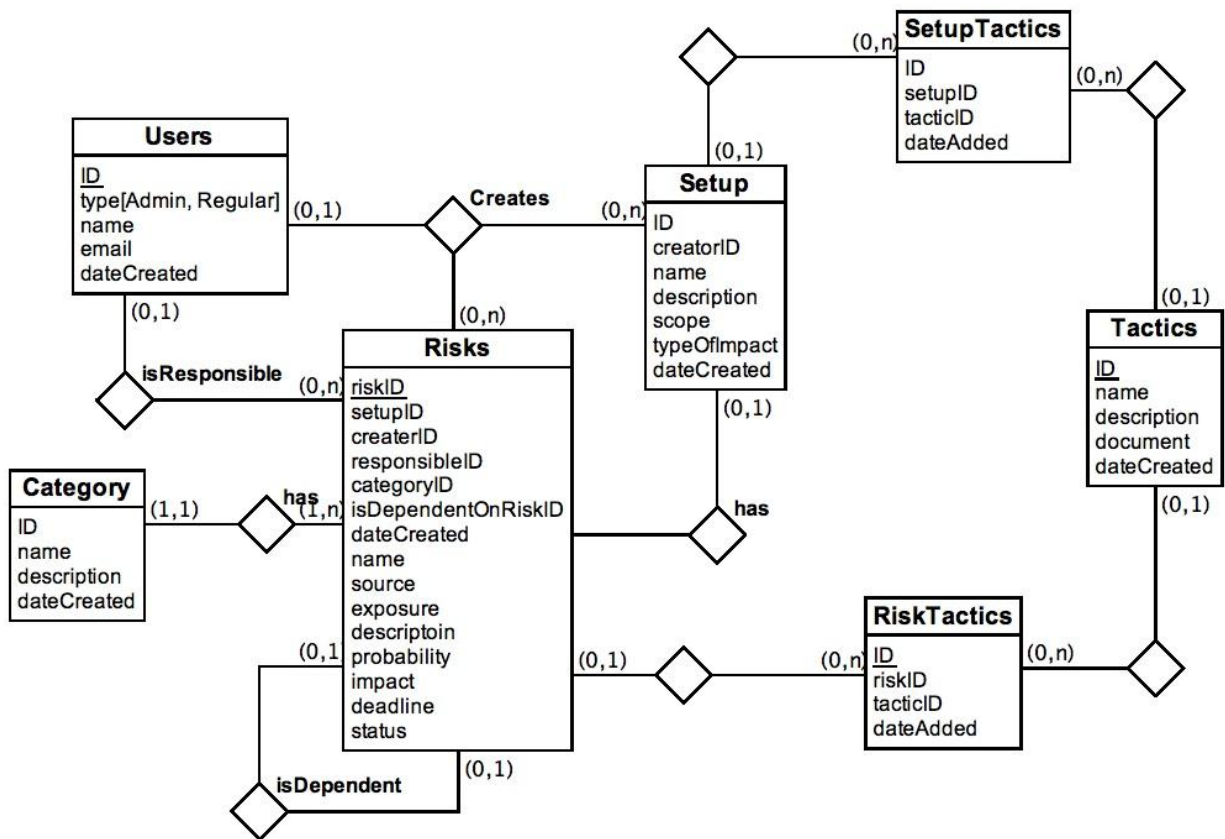 SetupTactics
ID
setupID
tacticID
dateAdded
(0,n)
(0,n)
Users
ID
type[Admin, Regular]
name
email
dateCreated
(0,1)
(0,1)
Creates
(0,n)
(0,n)
(0,1)
Setup
ID
creatorID
name
description
scope
typeOfImpact
dateCreated
(0,1)
(0,1)
Tactics
ID
name
description
document
dateCreated
(0,1)
isResponsible
(0,n)
Risks
riskID
setupID
createrID
responsibleID
categoryID
isDependentOnRiskID
dateCreated
name
source
exposure
descriptoin
probability
impact
deadline
status
Category
ID
name
description
dateCreated
(1,1)
has
(1,n)
has
(0,1)
isDependent
(0,1)
(0,1)
(0,n)
RiskTactics
ID
riskID
tacticID
dateAdded
(0,n)